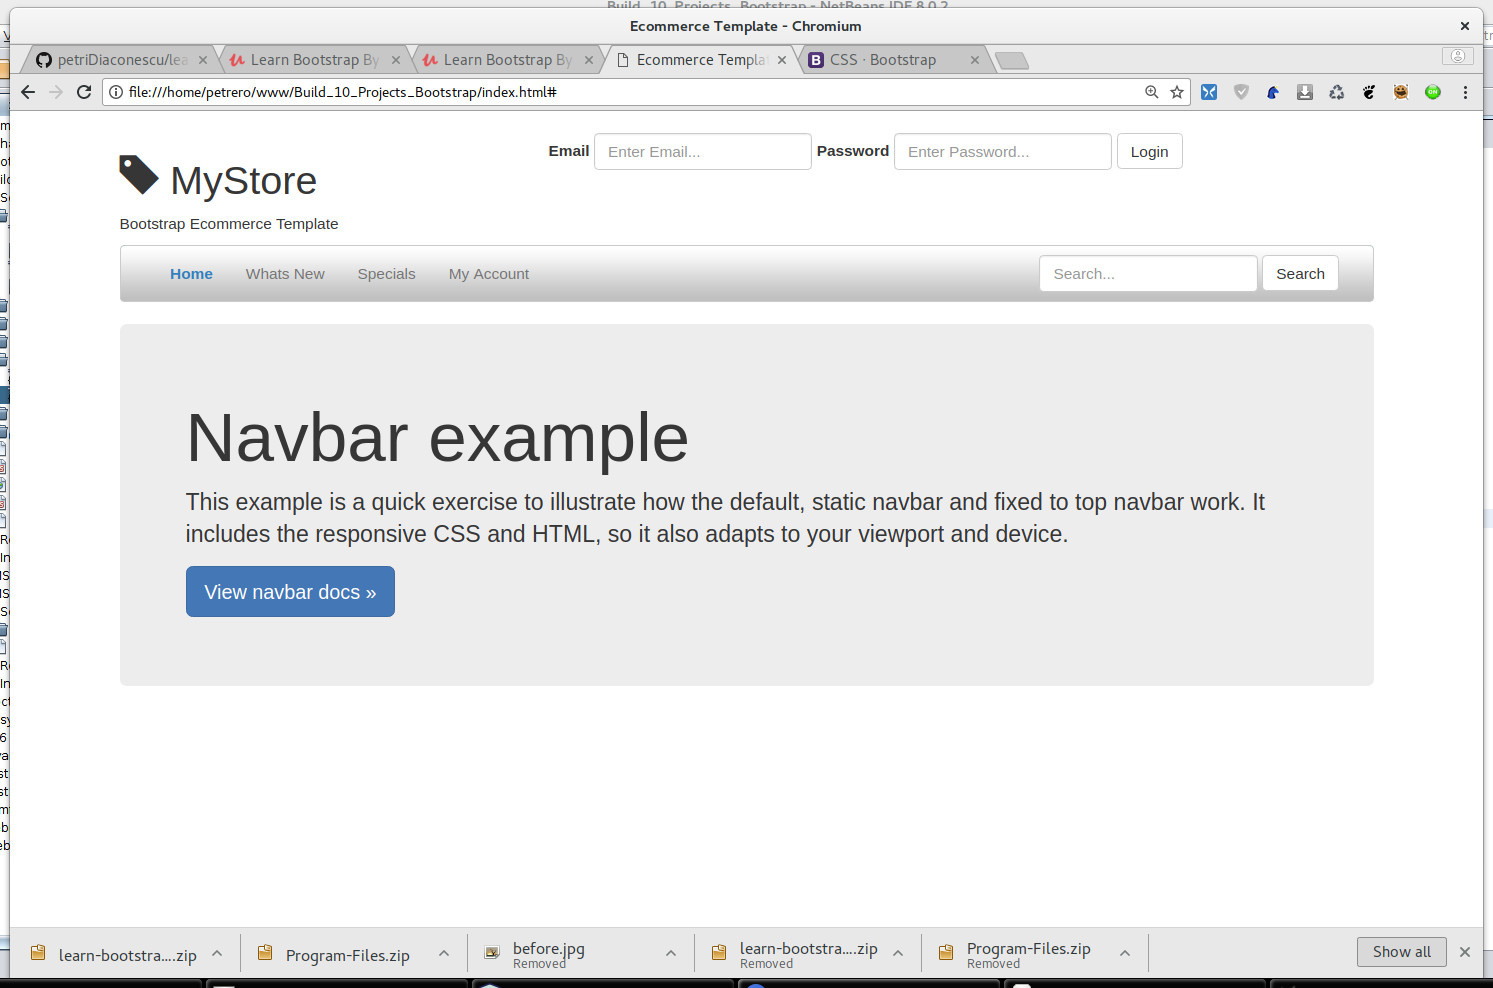 Build_10_Projects_Bootstrap - NetBeans IDE 8.0.2
Ecommerce Template - Chromium
petriDiaconescu/lea
Learn Bootstrap By
Learn Bootstrap By
Ecommerce Templa
CSS · Bootstrap
file:///home/petrero/www/Build_10_Projects_Bootstrap/index.html#
ON
Email
Enter Email...
Password
Enter Password...
Login
MyStore
Bootstrap Ecommerce Template
Home
Whats New
Specials
My Account
Search...
Search
Navbar example
This example is a quick exercise to illustrate how the default, static navbar and fixed to top navbar work. It
includes the responsive CSS and HTML, so it also adapts to your viewport and device.
View navbar docs »
learn-bootstra....zip
Program-Files.zip
before.jpg
Removed
learn-bootstra....zip
Removed
Program-Files.zip
Removed
Show all